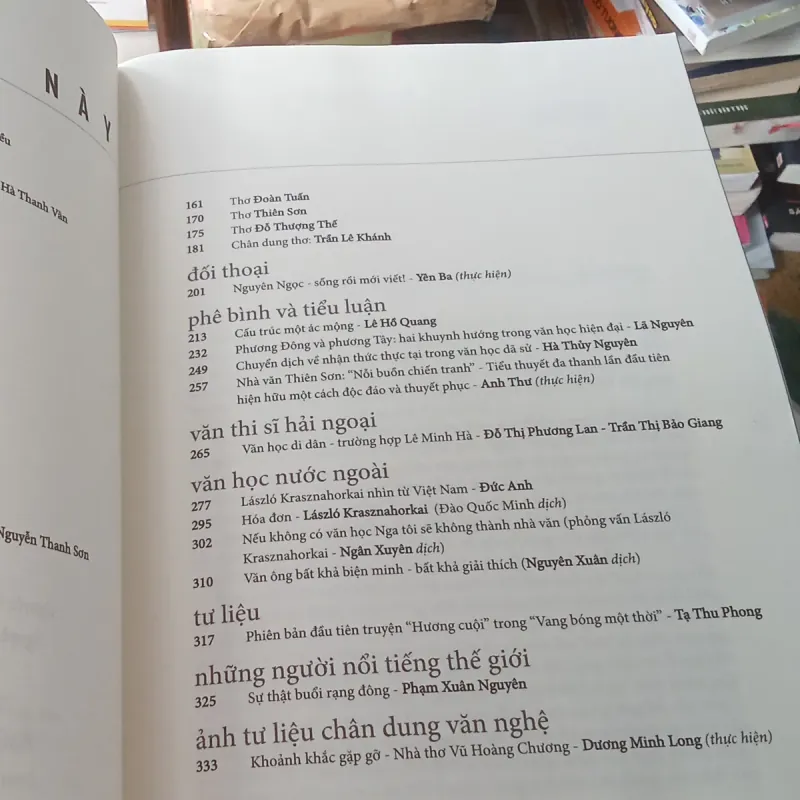 NÀY
Hà Thanh Vân
Nguyễn Thanh Sơn
161 Thơ Đoàn Tuấn
170 Thơ Thiên Sơn
175 Thơ Đỗ Thượng Thế
181 Chân dung thơ: Trần Lê Khánh
đối thoại
201 Nguyên Ngọc - sống rồi mới viết! - Yên Ba (thực hiện)
phê bình và tiểu luận
213 Cấu trúc một ác mộng - Lê Hồ Quang
232 Phương Đông và phương Tây: hai khuynh hướng trong văn học hiện đại - Lã Nguyên
249 Chuyển dịch về nhận thức thực tại trong văn học dã sử - Hà Thủy Nguyên
257 Nhà văn Thiên Sơn: “Nỗi buồn chiến tranh” - Tiểu thuyết đa thanh lần đầu tiên
hiện hữu một cách độc đáo và thuyết phục - Anh Thư (thực hiện)
văn thi sĩ hải ngoại
265 Văn học di dân - trường hợp Lê Minh Hà - Đỗ Thị Phương Lan - Trần Thị Bảo Giang
văn học nước ngoài
277 László Krasznahorkai nhìn từ Việt Nam - Đức Anh
295 Hóa đơn - László Krasznahorkai (Đào Quốc Minh dịch)
302 Nếu không có văn học Nga tôi sẽ không thành nhà văn (phỏng vấn László
Krasznahorkai - Ngân Xuyên dịch)
310 Văn ông bất khả biện minh - bất khả giải thích (Nguyên Xuân dịch)
tư liệu
317 Phiên bản đầu tiên truyện “Hương cuội” trong “Vang bóng một thời” - Tạ Thu Phong
những người nổi tiếng thế giới
325 Sự thật buổi rạng đông - Phạm Xuân Nguyên
ảnh tư liệu chân dung văn nghệ
333 Khoảnh khắc gặp gỡ - Nhà thơ Vũ Hoàng Chương - Dương Minh Long (thực hiện)